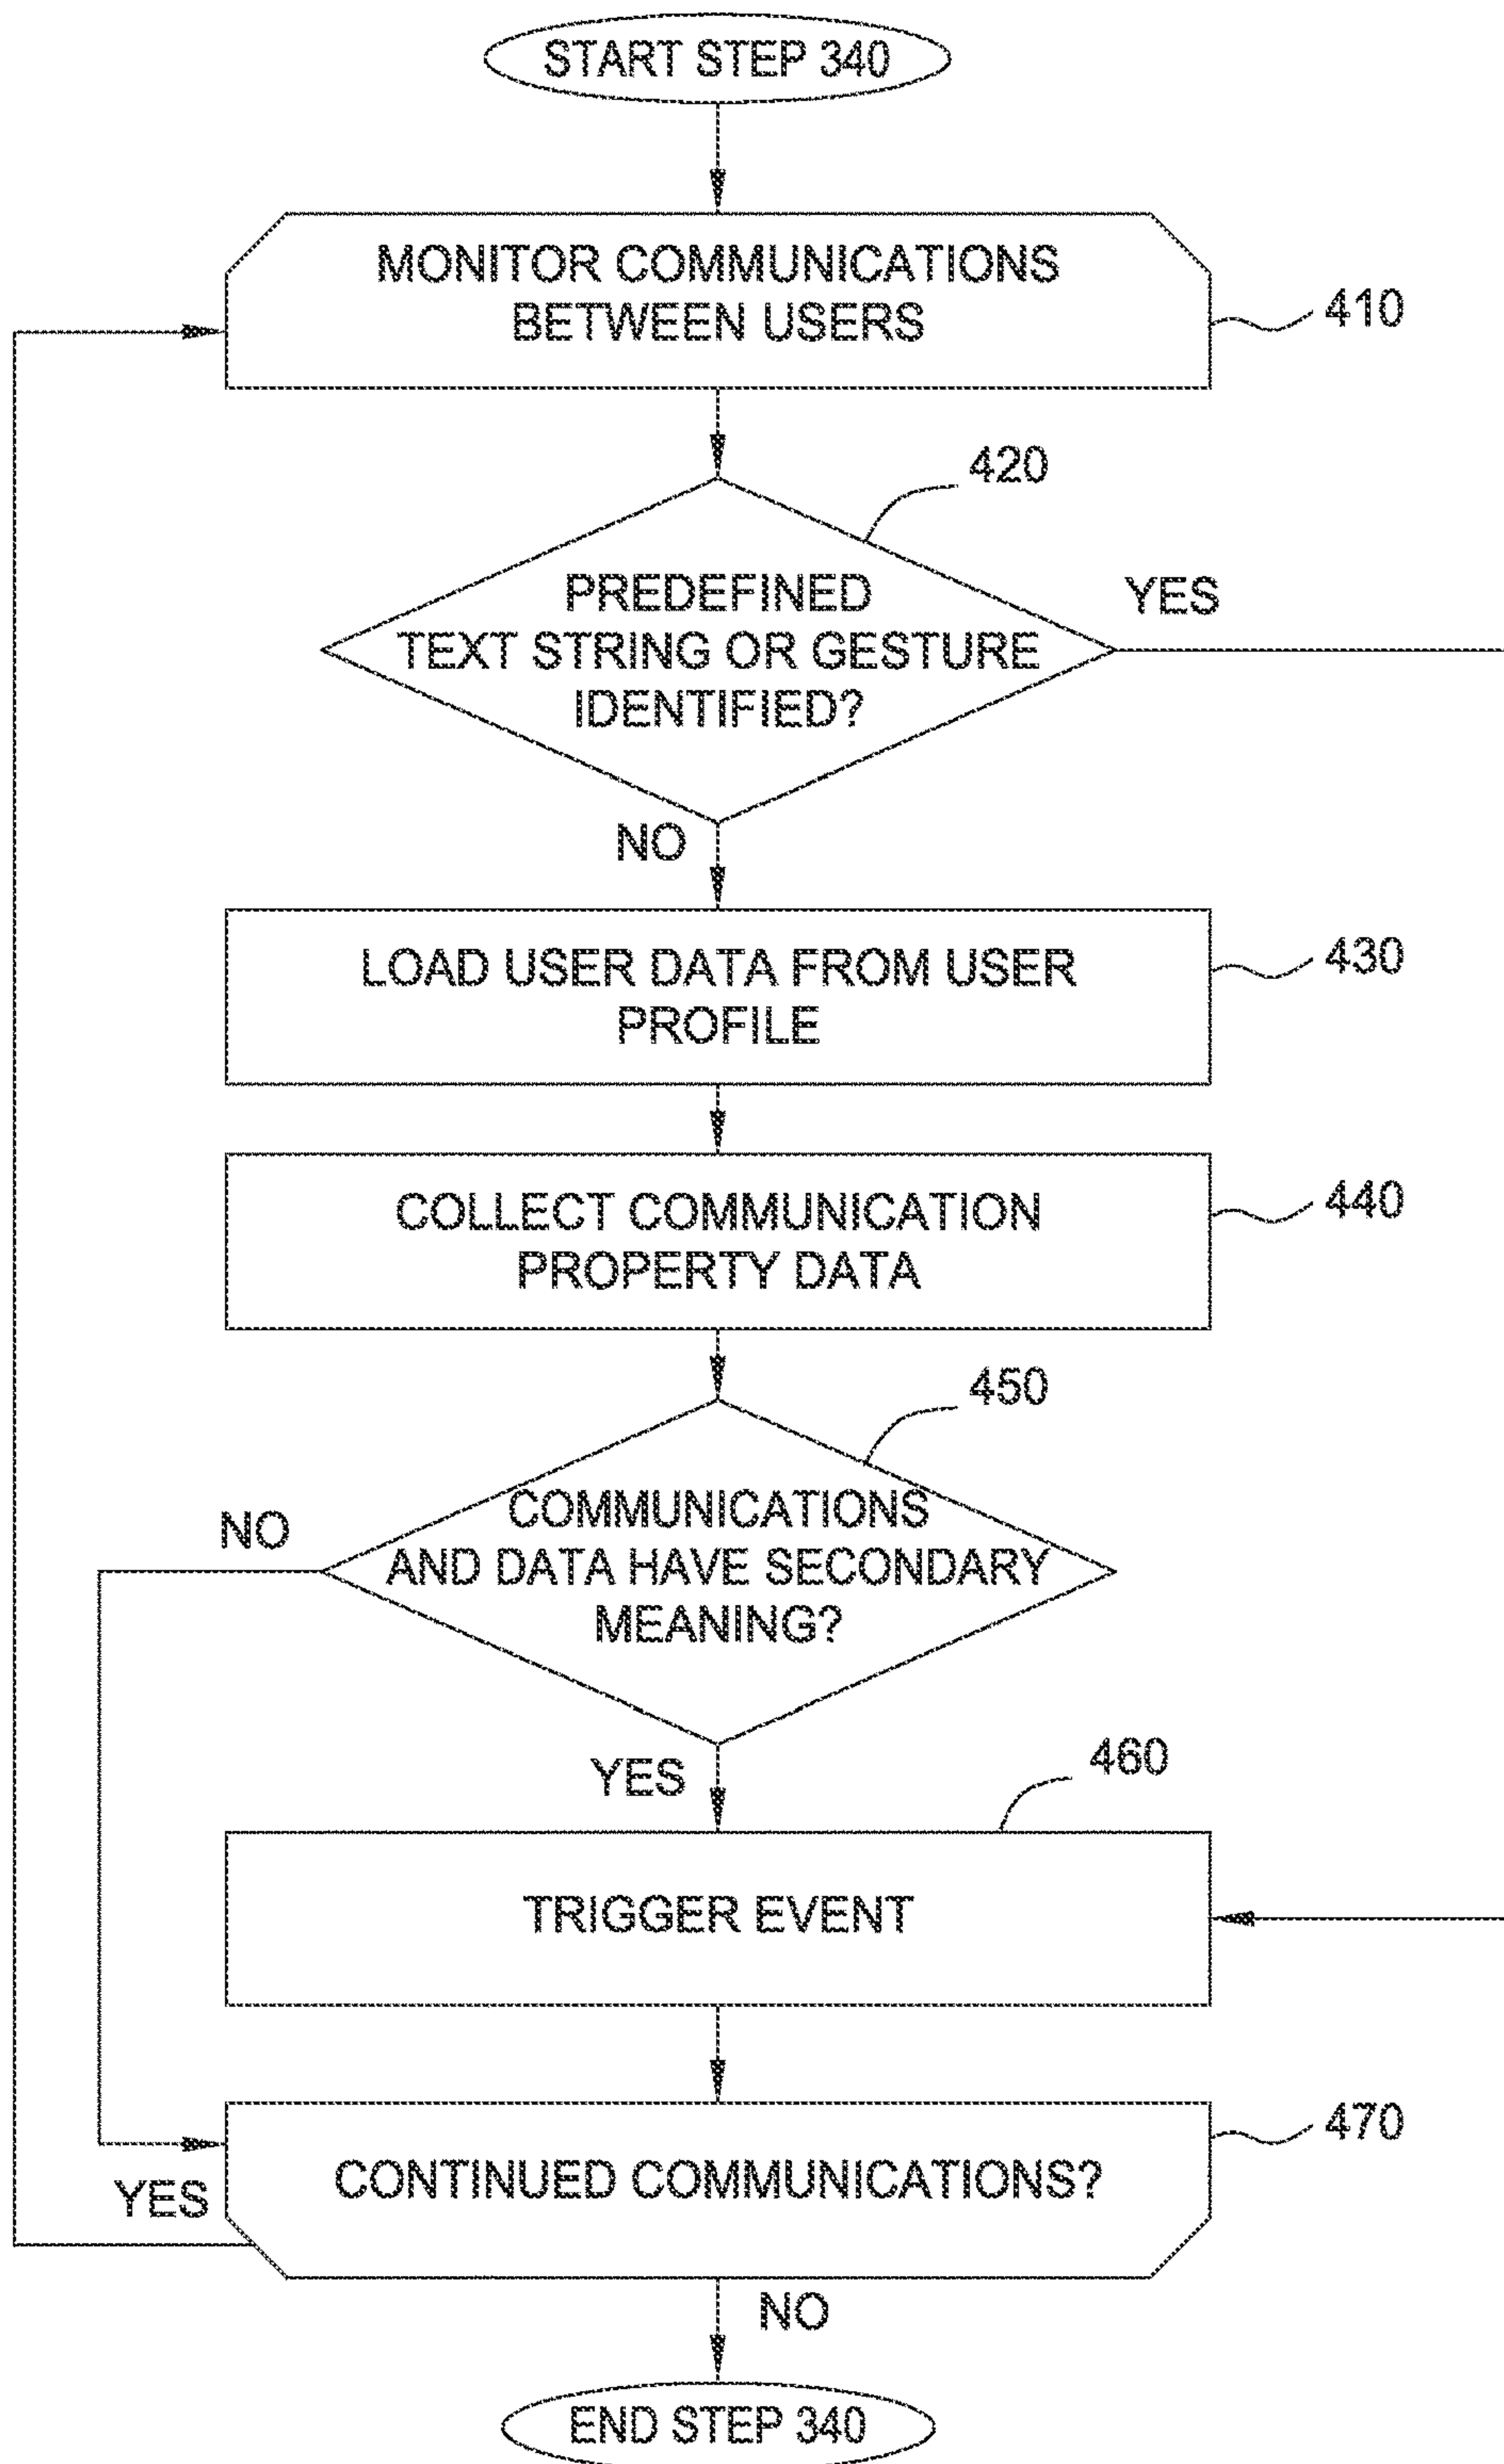 START STEP 340
MONITOR COMMUNICATIONS
BETWEEN USERS
410
420
PREDEFINED
TEXT STRING OR GESTURE
IDENTIFIED?
YES
NO
LOAD USER DATA FROM USER
PROFILE
430
COLLECT COMMUNICATION
PROPERTY DATA
440
450
NO
COMMUNICATIONS
AND DATA HAVE SECONDARY
MEANING?
YES
460
TRIGGER EVENT
470
CONTINUED COMMUNICATIONS?
YES
NO
END STEP 340